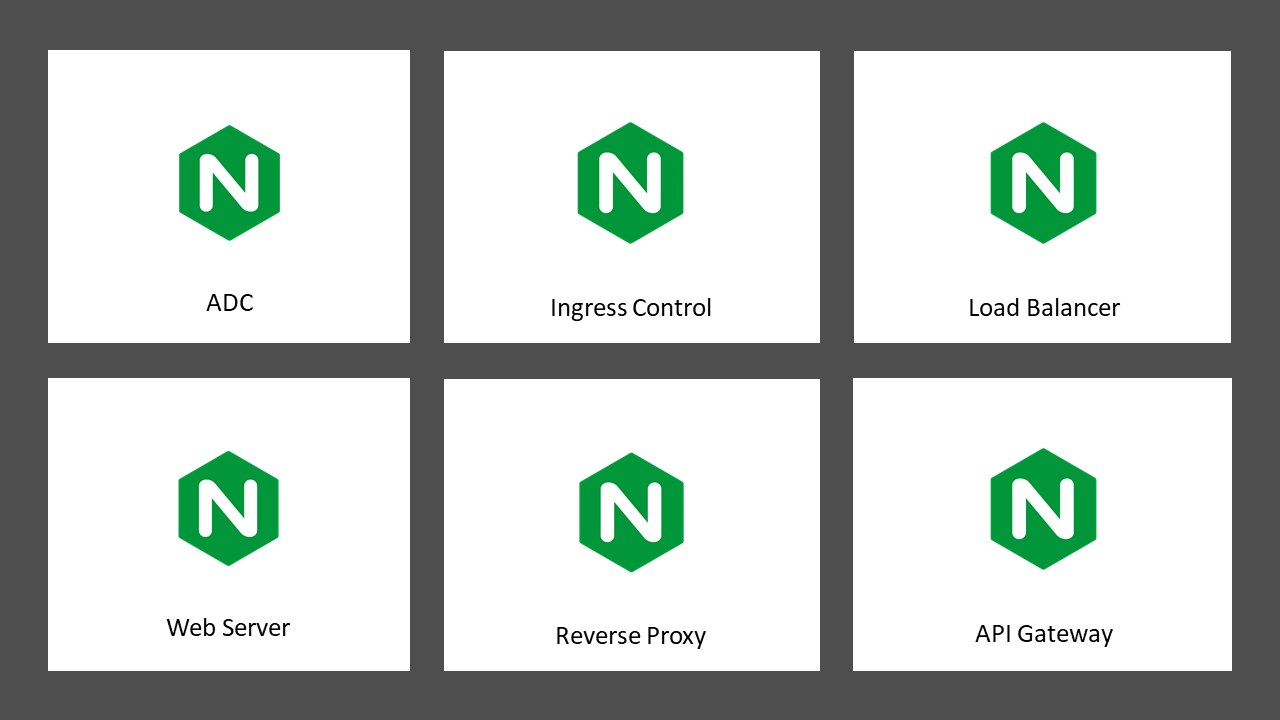 N
N
N
ADC
Ingress Control
Load Balancer
N
N
N
Web Server
Reverse Proxy
API Gateway